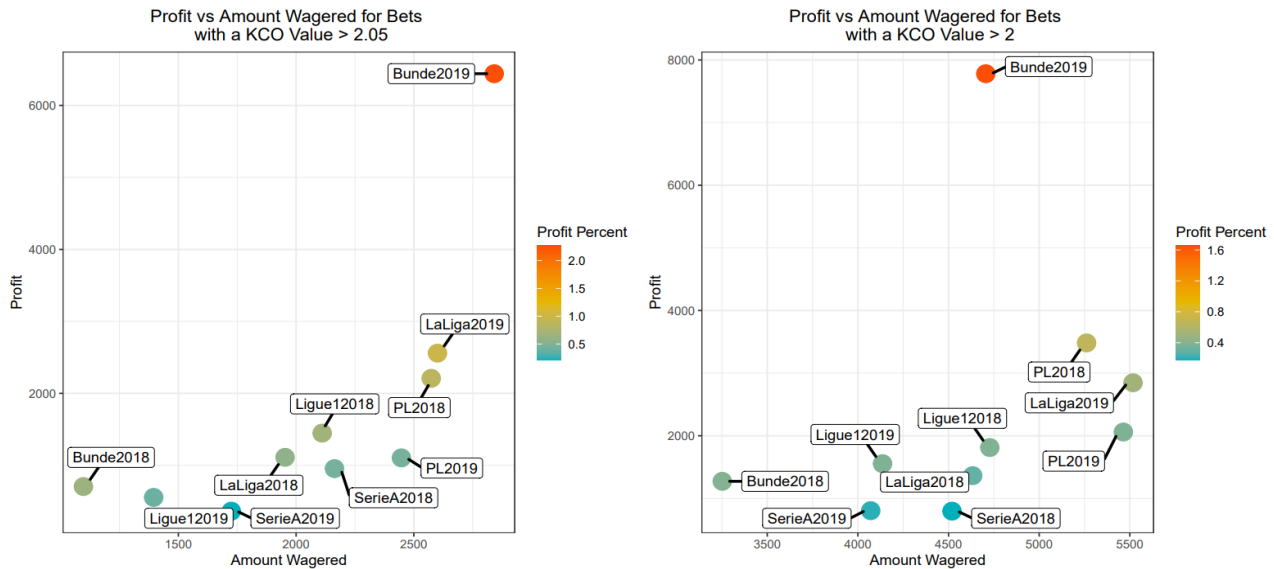 Profit vs Amount Wagered for Bets
with a KCO Value > 2.05
Profit
6000
4000
2000
Bunde2019
LaLiga2019
PL2018
Ligue12018
Bunde2018
PL2019
LaLiga2018
SerieA2018
Ligue12019
SerieA2019
1500
2000
2500
Amount Wagered
Profit Percent
2.0
1.5
1.0
0.5
Profit vs Amount Wagered for Bets
with a KCO Value > 2
Profit
8000
6000
4000
2000
Bunde2019
PL2018
LaLiga2019
Ligue12018
Ligue12019
PL2019
LaLiga2018
Bunde2018
SerieA2019
SerieA2018
3500
4000
4500
5000
5500
Amount Wagered
Profit Percent
1.6
1.2
0.8
0.4